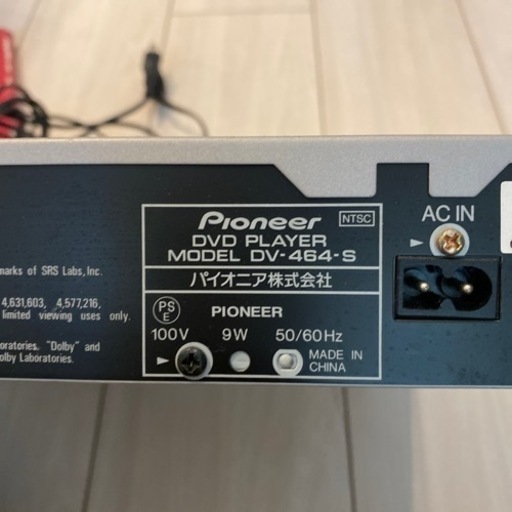 Pioneer
NTSC
DVD PLAYER
MODEL DV-464-S
パイオニア株式会社
PS
E
PIONEER
100V 9W 50/60Hz
MADE IN
CHINA
AC IN
marks of SRS Labs, Inc.
4,631,603, 4,577,216,
limited viewing uses only.
"Dolby" and
Laboratories.